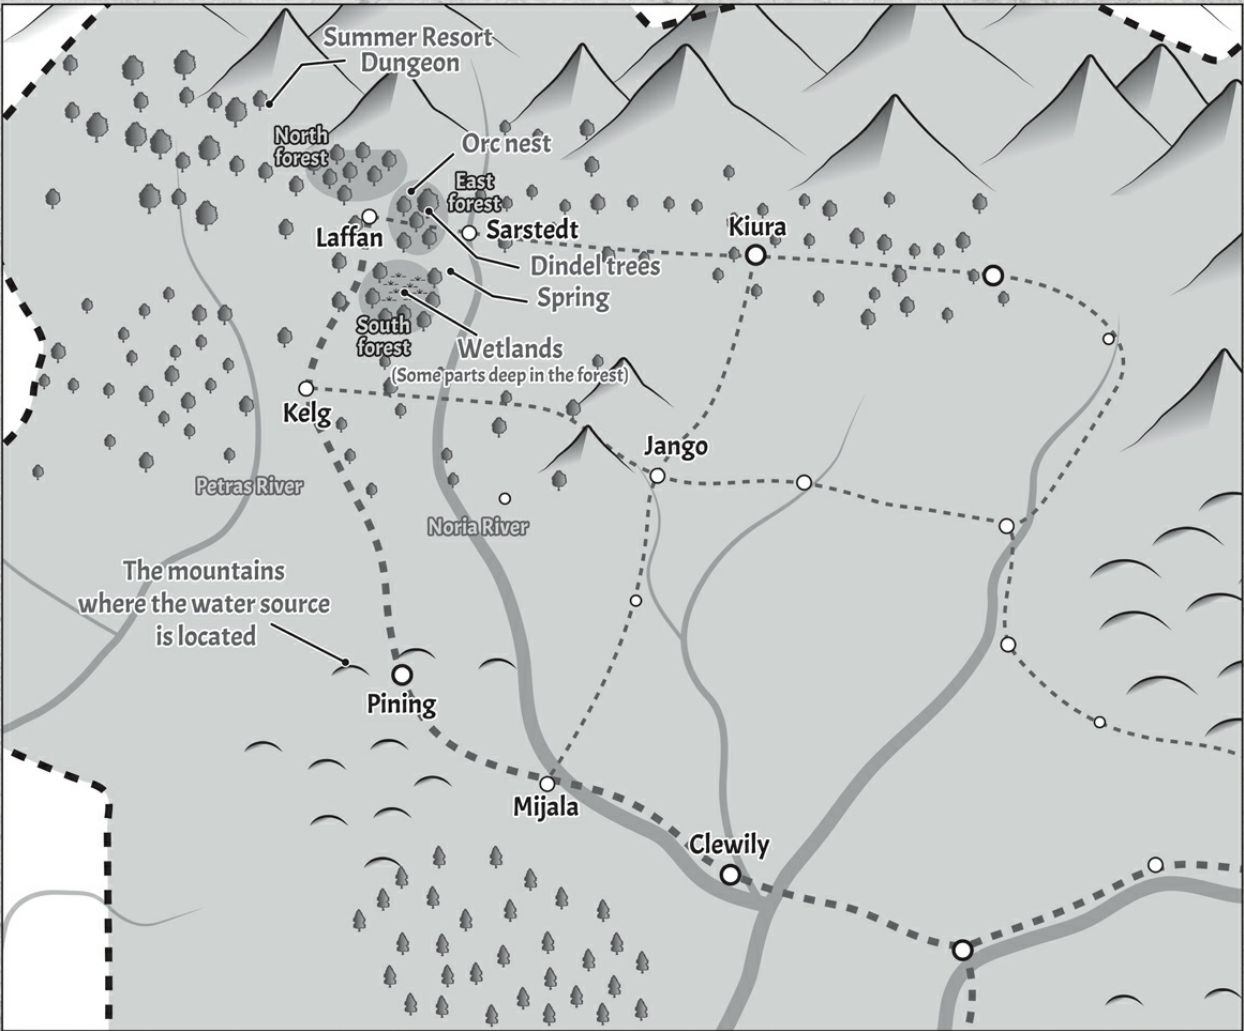 Summer Resort
Dungeon
North
forest
Orc nest
East
forest
Laffan
Sarstedt
Kiura
Dindel trees
Spring
South
forest
Wetlands
(Some parts deep in the forest)
Kelg
Jango
Petras River
Noria River
The mountains
where the water source
is located
Pining
Mijala
Clewily